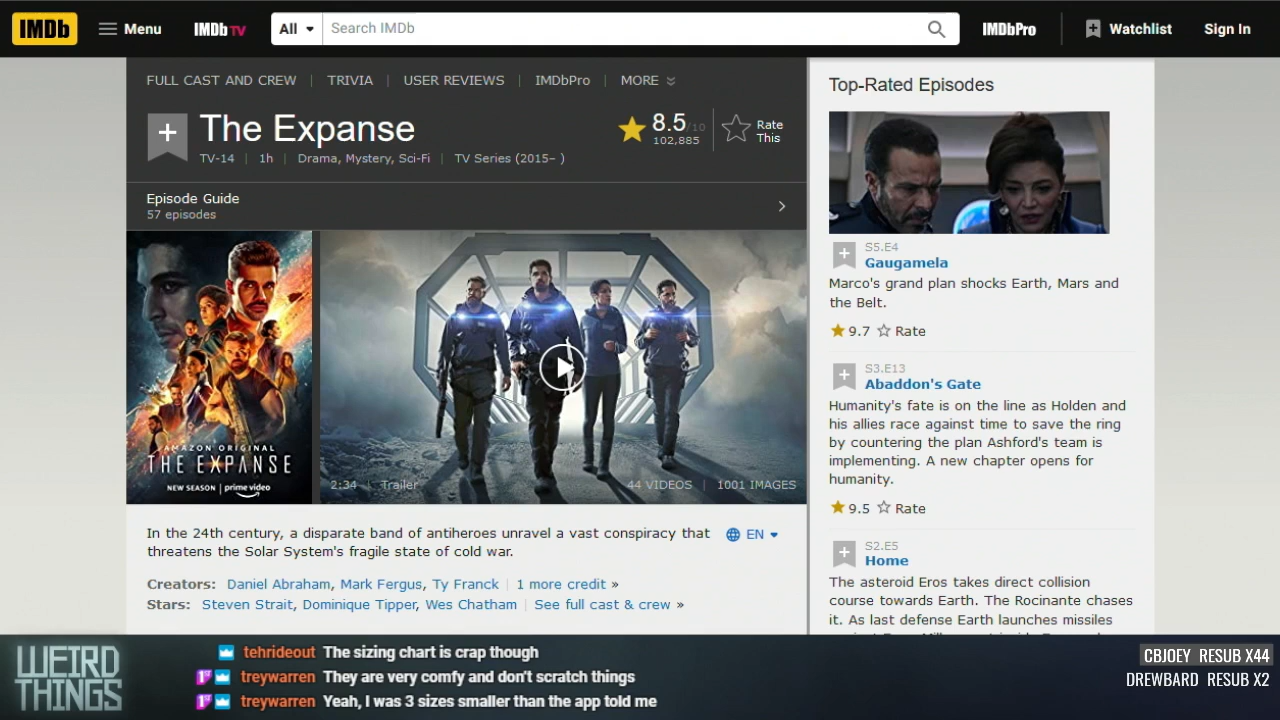 IMDb
Menu
IMDb TV
All
Search IMDb
IMDbPro
Watchlist
Sign In
FULL CAST AND CREW | TRIVIA | USER REVIEWS | IMDbPro | MORE
The Expanse
8.5/10
102,885
Rate This
TV-14 | 1h | Drama, Mystery, Sci-Fi | TV Series (2015– )
Episode Guide
57 episodes
AMAZON ORIGINAL
THE EXPANSE
NEW SEASON | prime video
2:34 | Trailer
44 VIDEOS | 1001 IMAGES
In the 24th century, a disparate band of antiheroes unravel a vast conspiracy that
threatens the Solar System's fragile state of cold war.
EN
Creators: Daniel Abraham, Mark Fergus, Ty Franck | 1 more credit »
Stars: Steven Strait, Dominique Tipper, Wes Chatham | See full cast & crew »
Top-Rated Episodes
S5.E4
Gaugamela
Marco's grand plan shocks Earth, Mars and
the Belt.
9.7 Rate
S3.E13
Abaddon's Gate
Humanity's fate is on the line as Holden and
his allies race against time to save the ring
by countering the plan Ashford's team is
implementing. A new chapter opens for
humanity.
9.5 Rate
S2.E5
Home
The asteroid Eros takes direct collision
course towards Earth. The Rocinante chases
it. As last defense Earth launches missiles
WEIRD
THINGS
tehrideout The sizing chart is crap though
1st treywarren They are very comfy and don't scratch things
1st treywarren Yeah, I was 3 sizes smaller than the app told me
CBJOEY RESUB X44
DREWBARD RESUB X2